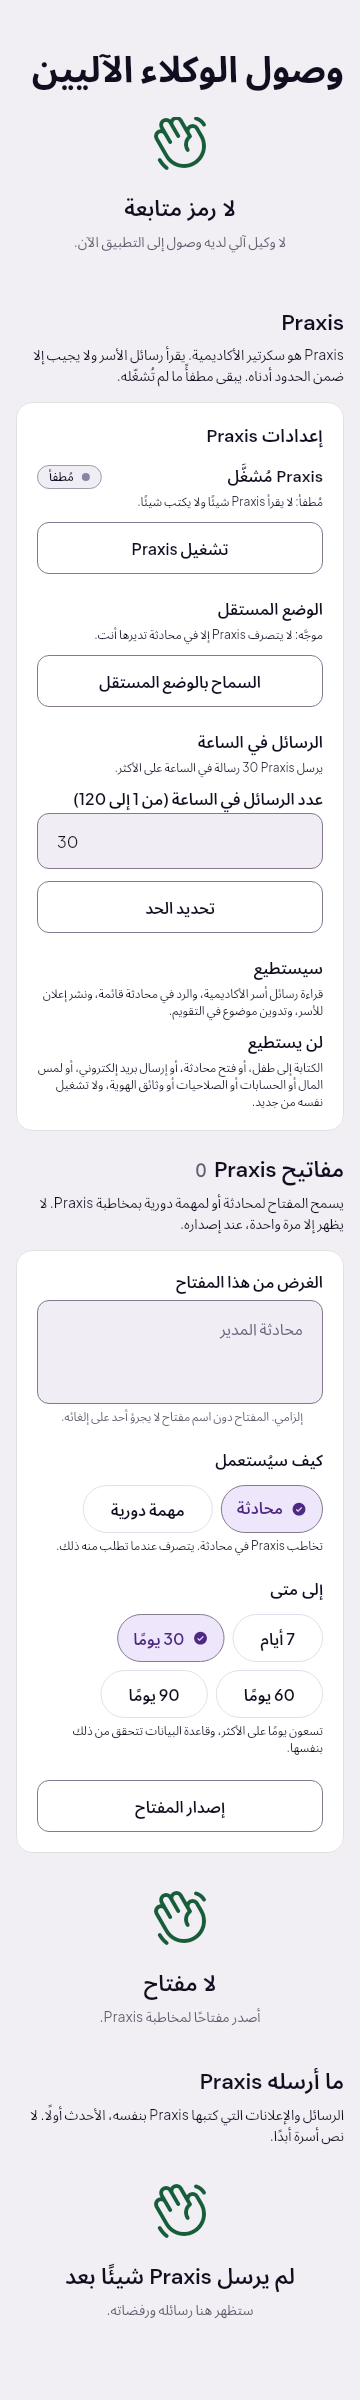 وصول الوكلاء الآليين
لا رمز متابعة
لا وكيل آلي لديه وصول إلى التطبيق الآن.
Praxis
Praxis هو سكرتير الأكاديمية. يقرأ رسائل الأسر ولا يجيب إلا
ضمن الحدود أدناه. يبقى مطفأً ما لم تُشغّله.
إعدادات Praxis
Praxis مُشغَّل
مُطفأ
مُطفأ: لا يقرأ Praxis شيئًا ولا يكتب شيئًا.
تشغيل Praxis
الوضع المستقل
موجَّه: لا يتصرف Praxis إلا في محادثة تديرها أنت.
السماح بالوضع المستقل
الرسائل في الساعة
يرسل Praxis 30 رسالة في الساعة على الأكثر.
عدد الرسائل في الساعة (من 1 إلى 120)
30
تحديد الحد
سيستطيع
قراءة رسائل أسر الأكاديمية، والرد في محادثة قائمة، ونشر إعلان
للأسر، وتدوين موضوع في التقويم.
لن يستطيع
الكتابة إلى طفل، أو فتح محادثة، أو إرسال بريد إلكتروني، أو لمس
المال أو الحسابات أو الصلاحيات أو وثائق الهوية، ولا تشغيل
نفسه من جديد.
مفاتيح Praxis 0
يسمح المفتاح لمحادثة أو لمهمة دورية بمخاطبة Praxis. لا
يظهر إلا مرة واحدة، عند إصداره.
الغرض من هذا المفتاح
محادثة المدير
إلزامي. المفتاح دون اسم مفتاح لا يجرؤ أحد على إلغائه.
كيف سيُستعمل
محادثة
مهمة دورية
تخاطب Praxis في محادثة. يتصرف عندما تطلب منه ذلك.
إلى متى
7 أيام
30 يومًا
60 يومًا
90 يومًا
تسعون يومًا على الأكثر، وقاعدة البيانات تتحقق من ذلك
بنفسها.
إصدار المفتاح
لا مفتاح
أصدر مفتاحًا لمخاطبة Praxis.
ما أرسله Praxis
الرسائل والإعلانات التي كتبها Praxis بنفسه، الأحدث أولًا. لا
نص أسرة أبدًا.
لم يرسل Praxis شيئًا بعد
ستظهر هنا رسائله ورفضاته.